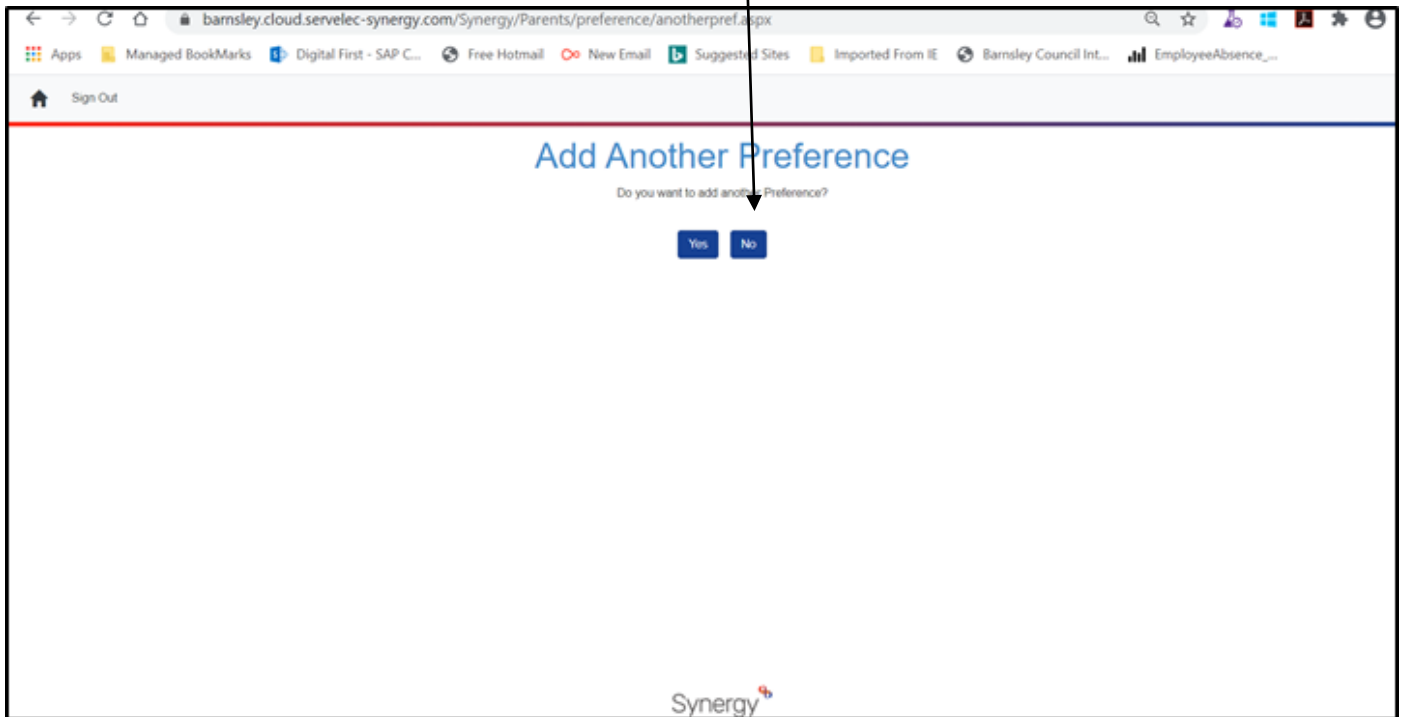 barnsley.cloud.servelec-synergy.com/Synergy/Parents/preference/anotherpref.aspx
Apps Managed BookMarks Digital First - SAP C... Free Hotmail New Email Suggested Sites Imported From IE Barnsley Council Int... EmployeeAbsence_...
Sign Out
Add Another Preference
Do you want to add another Preference?
Yes No
Synergy